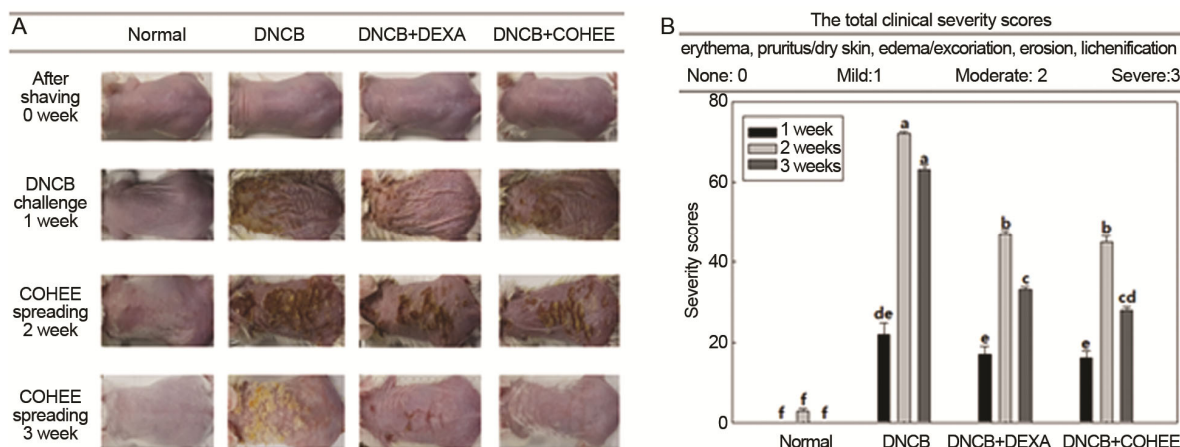 A
Normal DNCB DNCB+DEXA DNCB+COHEE
After
shaving
0 week
DNCB
challenge
1 week
COHEE
spreading
2 week
COHEE
spreading
3 week
B
The total clinical severity scores
erythema, pruritus/dry skin, edema/excoriation, erosion, lichenification
None: 0 Mild:1 Moderate: 2 Severe:3
80
60
40
20
0
Severity scores
1 week
2 weeks
3 weeks
f f f
de a a
e b c
e b cd
Normal DNCB DNCB+DEXA DNCB+COHEE